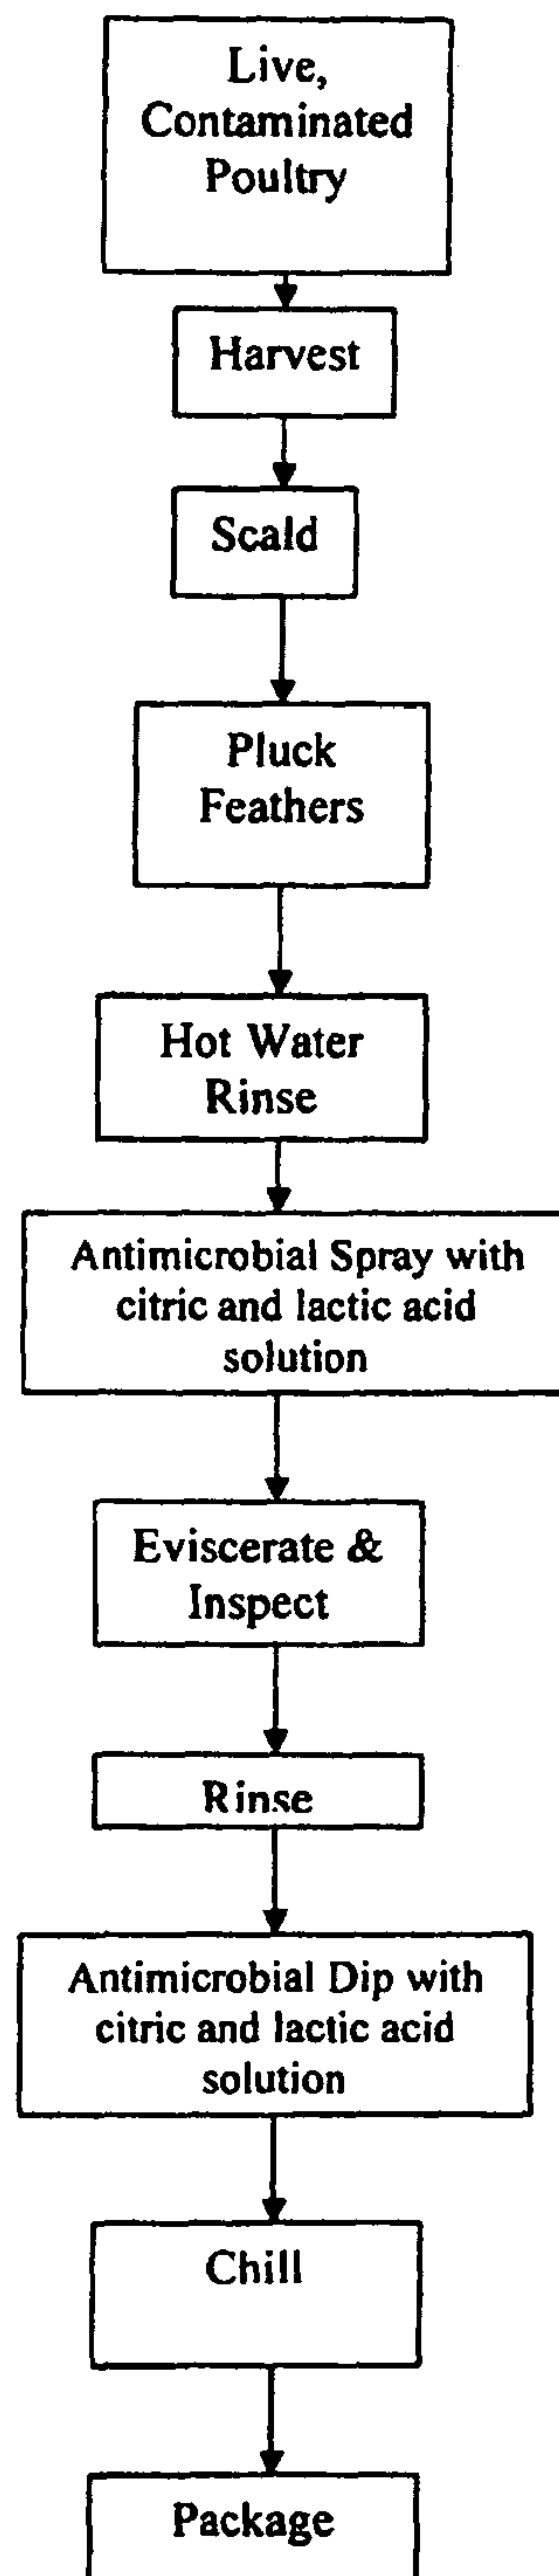 Live,
Contaminated
Poultry
Harvest
Scald
Pluck
Feathers
Hot Water
Rinse
Antimicrobial Spray with
citric and lactic acid
solution
Eviscerate &
Inspect
Rinse
Antimicrobial Dip with
citric and lactic acid
solution
Chill
Package